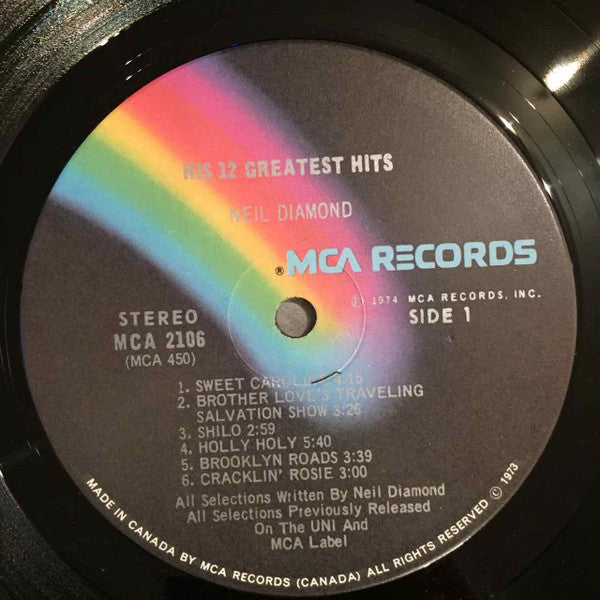 HIS 12 GREATEST HITS
NEIL DIAMOND
® MCA RECORDS
℗ 1974 MCA RECORDS, INC.
STEREO
MCA 2106
(MCA 450)
SIDE 1
1. SWEET CAROLINE 4:15
2. BROTHER LOVE'S TRAVELING
SALVATION SHOW 3:26
3. SHILO 2:59
4. HOLLY HOLY 5:40
5. BROOKLYN ROADS 3:39
6. CRACKLIN' ROSIE 3:00
All Selections Written By Neil Diamond
All Selections Previously Released
On The UNI And
MCA Label
MADE IN CANADA BY MCA RECORDS (CANADA) ALL RIGHTS RESERVED © 1973